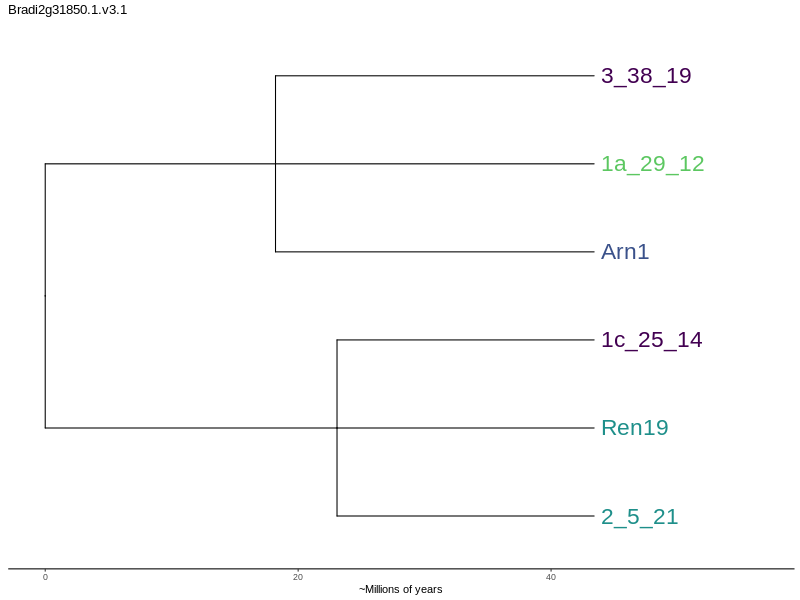 Bradi2g31850.1.v3.1
3_38_19
1a_29_12
Arn1
1c_25_14
Ren19
2_5_21
0 20 40
~Millions of years